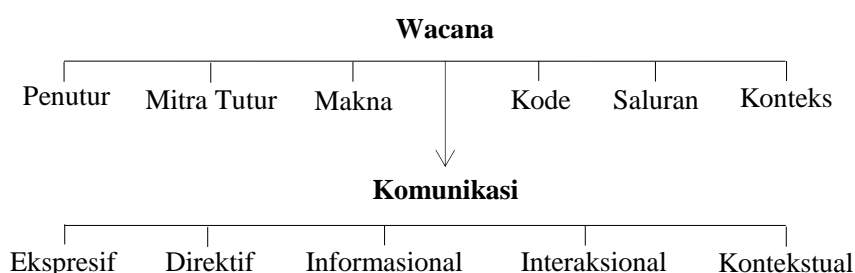 Wacana
Penutur Mitra Tutur Makna Kode Saluran Konteks
Komunikasi
Ekspresif Direktif Informasional Interaksional Kontekstual